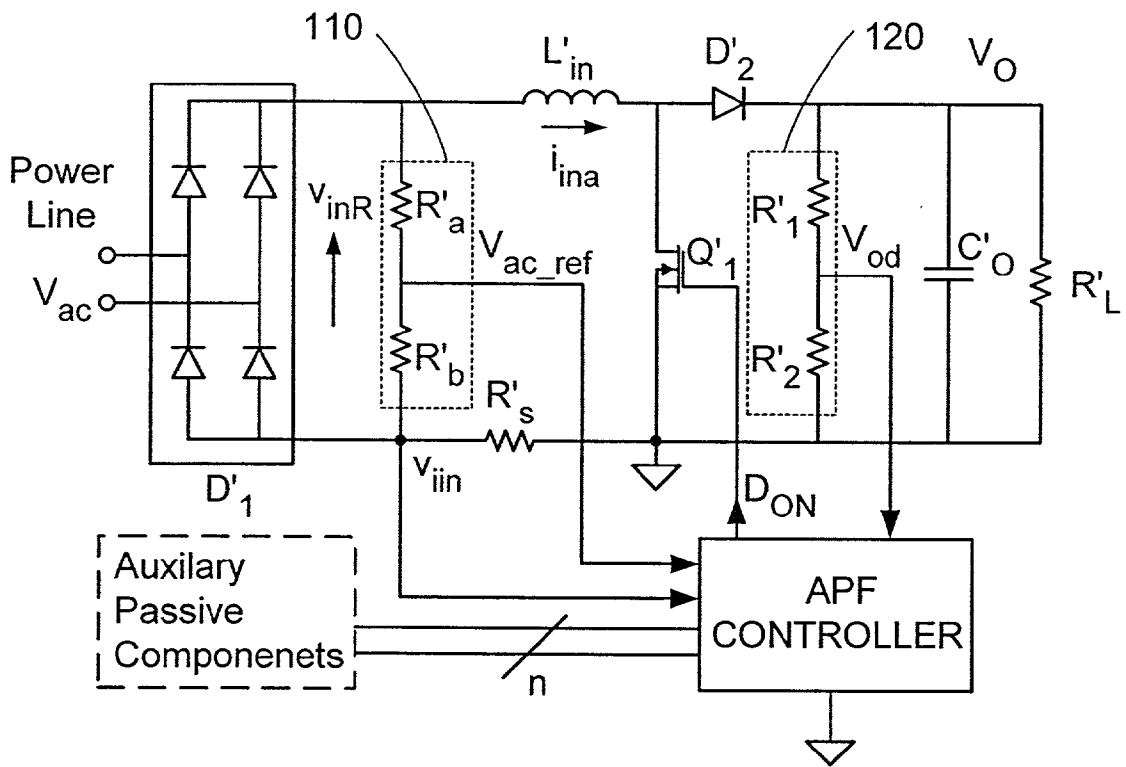 110
120
L'in
D'2
VO
Power
Line
Vac
vinR
iina
R'a
Vac_ref
R'b
Q'1
R'1
Vod
R'2
C'O
R'L
R's
viin
D'1
DON
Auxilary
Passive
Componenets
n
APF
CONTROLLER